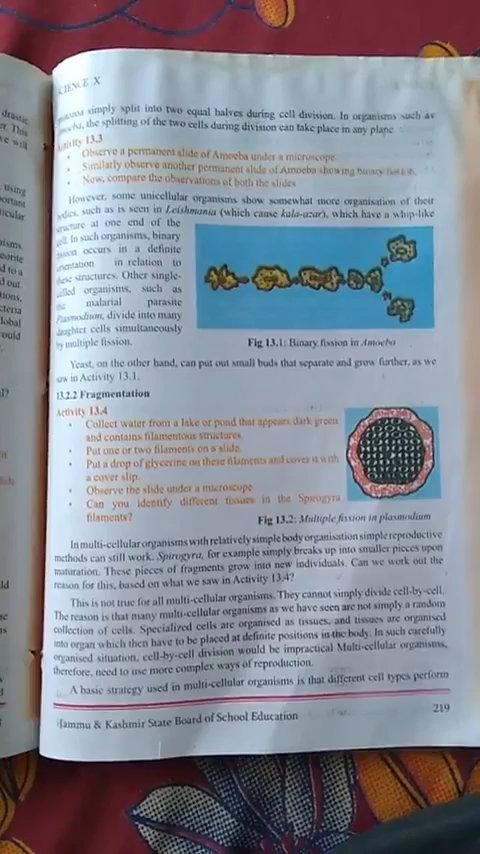 CIENCE X
simply split into two equal halves during cell division. In organisms such as
the splitting of the two cells during division can take place in any plane.
13.3
• Observe a permanent slide of Amoeba under a microscope.
• Similarly observe another permanent slide of Amoeba showing binary fission.
• Now, compare the observations of both the slides
However, some unicellular organisms show somewhat more organisation of their
such as is seen in Leishmania (which cause kala-azar), which have a whip-like
structure at one end of the
In such organisms, binary
occurs in a definite
in relation to
these structures. Other single-
organisms, such as
malarial parasite
Plasmodium, divide into many
daughter cells simultaneously
by multiple fission.
Fig 13.1: Binary fission in Amoeba
Yeast, on the other hand, can put out small buds that separate and grow further, as we
saw in Activity 13.1.
13.2.2 Fragmentation
Activity 13.4
• Collect water from a lake or pond that appears dark green
and contains filamentous structures.
• Put one or two filaments on a slide.
• Put a drop of glycerine on these filaments and cover it with
a cover slip.
• Observe the slide under a microscope
• Can you identify different tissues in the Spirogyra
filaments?
Fig 13.2: Multiple fission in plasmodium
In multi-cellular organisms with relatively simple body organisation simple reproductive
methods can still work. Spirogyra, for example simply breaks up into smaller pieces upon
maturation. These pieces of fragments grow into new individuals. Can we work out the
reason for this, based on what we saw in Activity 13.4?
This is not true for all multi-cellular organisms. They cannot simply divide cell-by-cell.
The reason is that many multi-cellular organisms as we have seen are not simply a random
collection of cells. Specialized cells are organised as tissues, and tissues are organised
into organ which then have to be placed at definite positions in the body. In such carefully
organised situation, cell-by-cell division would be impractical Multi-cellular organisms,
therefore, need to use more complex ways of reproduction.
A basic strategy used in multi-cellular organisms is that different cell types perform
Jammu & Kashmir State Board of School Education
219